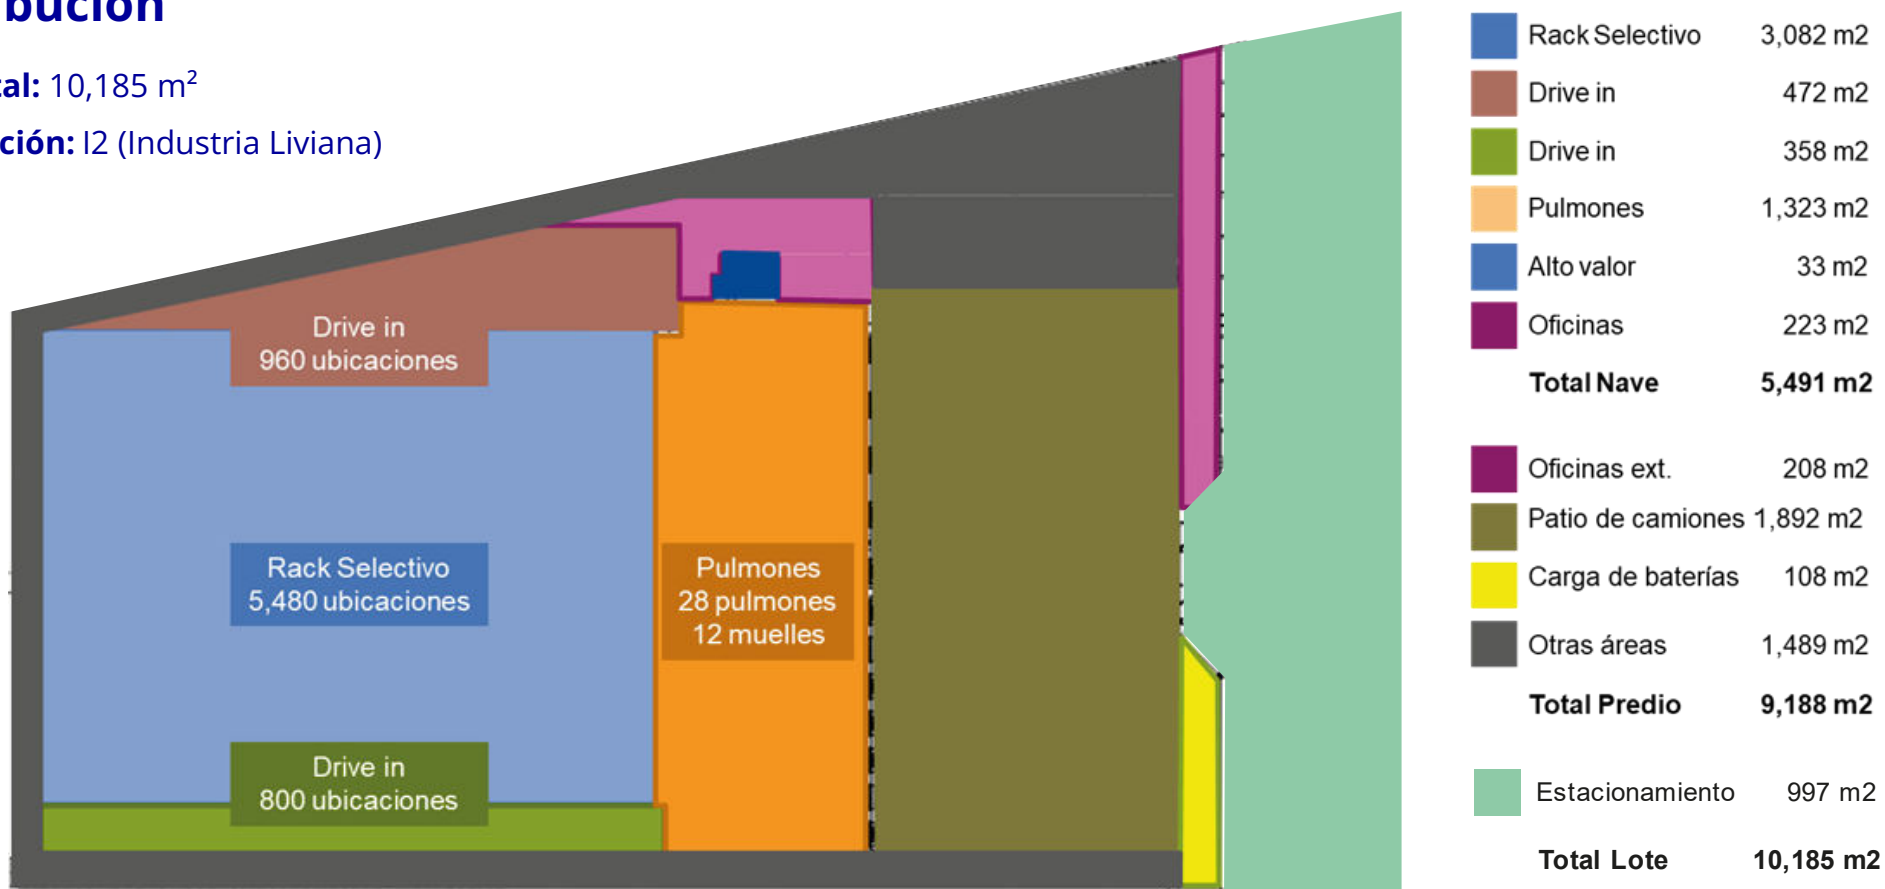 bución
tal: 10,185 m²
ción: I2 (Industria Liviana)
Drive in
960 ubicaciones
Rack Selectivo
5,480 ubicaciones
Pulmones
28 pulmones
12 muelles
Drive in
800 ubicaciones
Rack Selectivo 3,082 m2
Drive in 472 m2
Drive in 358 m2
Pulmones 1,323 m2
Alto valor 33 m2
Oficinas 223 m2
Total Nave 5,491 m2
Oficinas ext. 208 m2
Patio de camiones 1,892 m2
Carga de baterías 108 m2
Otras áreas 1,489 m2
Total Predio 9,188 m2
Estacionamiento 997 m2
Total Lote 10,185 m2